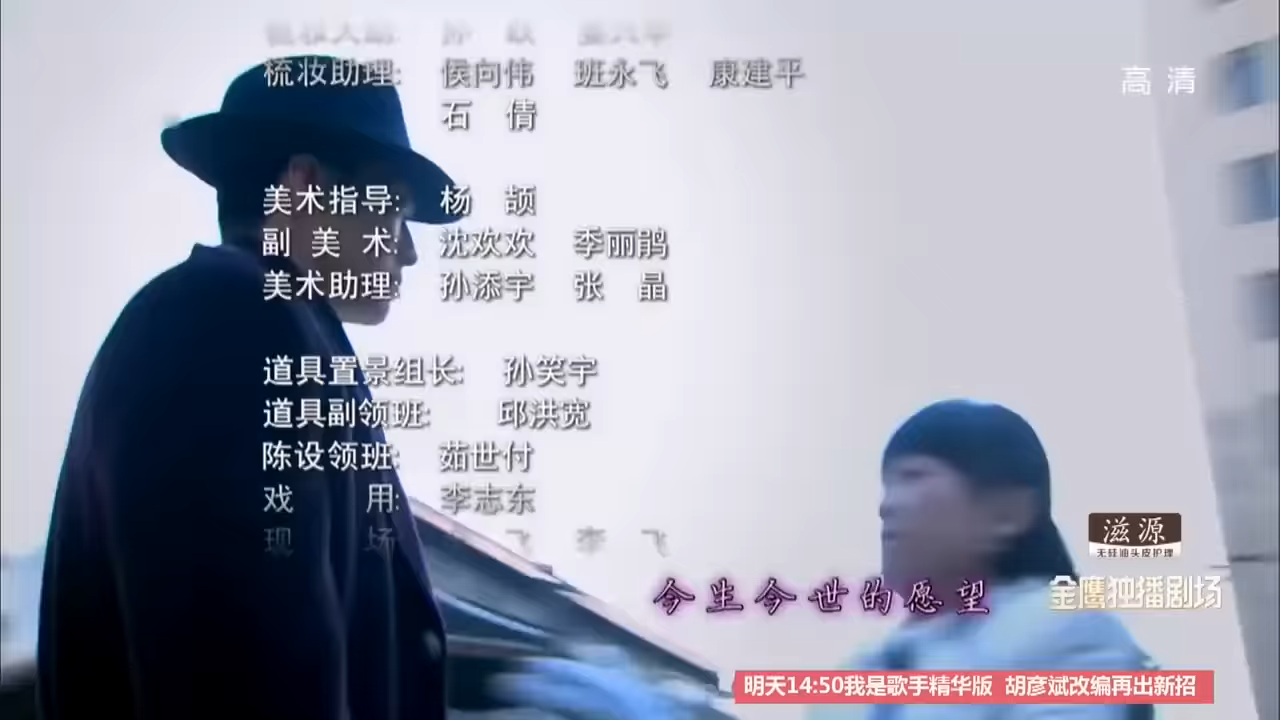 梳妆助理: 侯向伟 班永飞 康建平
石 倩
高清
美术指导: 杨 颉
副 美 术: 沈欢欢 季丽鹃
美术助理: 孙添宇 张 晶
道具置景组长: 孙笑宇
道具副领班: 邱洪宽
陈设领班: 茹世付
戏 用: 李志东
现 场: 飞 李 飞
滋源
无硅油头皮护理
金鹰独播剧场
今生今世的愿望
明天14:50我是歌手精华版 胡彦斌改编再出新招